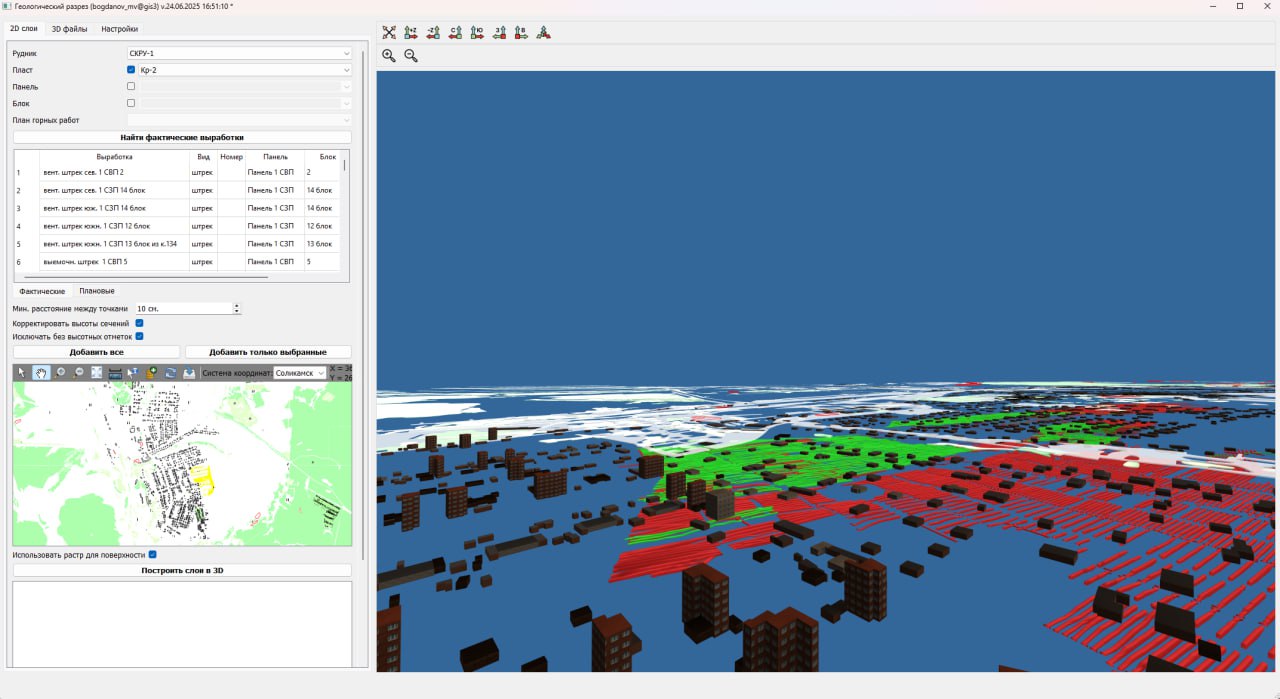 Геологический разрез (bogdanov_mv@gis3) v.24.06.2025 16:51:10 *
2D слои 3D файлы Настройки
Рудник СКРУ-1
Пласт Кр-2
Панель
Блок
План горных работ
Найти фактические выработки
Выработка Вид Номер Панель Блок
1 вент. штрек сев. 1 СВП 2 штрек Панель 1 СВП 2
2 вент. штрек сев. 1 СЗП 14 блок штрек Панель 1 СЗП 14 блок
3 вент. штрек юж. 1 СЗП 14 блок штрек Панель 1 СЗП 14 блок
4 вент. штрек южн. 1 СЗП 12 блок штрек Панель 1 СЗП 12 блок
5 вент. штрек южн. 1 СЗП 13 блок из к.134 штрек Панель 1 СЗП 13 блок
6 выемочн. штрек 1 СВП 5 штрек Панель 1 СВП 5
Фактические Плановые
Мин. расстояние между точками 10 см.
Корректировать высоты сечений
Исключать без высотных отметок
Добавить все Добавить только выбранные
Система координат: Соликамск X = 36
Y = 26
Использовать растр для поверхности
Построить слои в 3D
+Z -Z С Ю З В